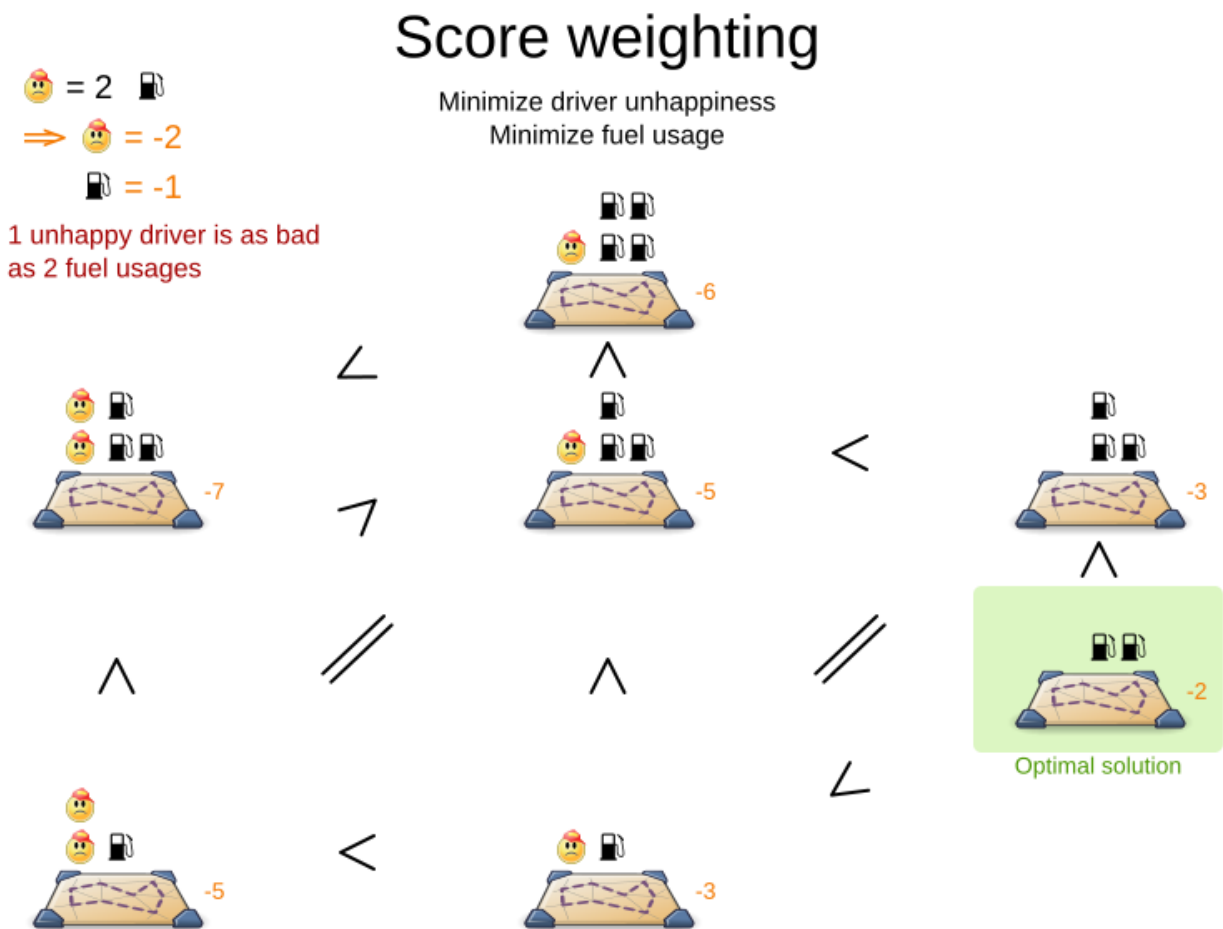 Score weighting
Minimize driver unhappiness
Minimize fuel usage
= 2
⇒ = -2
= -1
1 unhappy driver is as bad
as 2 fuel usages
-6
<
∧
-7
-5
<
-3
>
∧
//
∧
//
∧
-2
Optimal solution
<
-5
<
-3